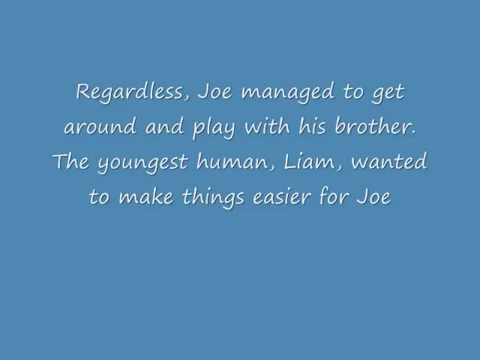 Regardless, Joe managed to get
around and play with his brother.
The youngest human, Liam, wanted
to make things easier for Joe